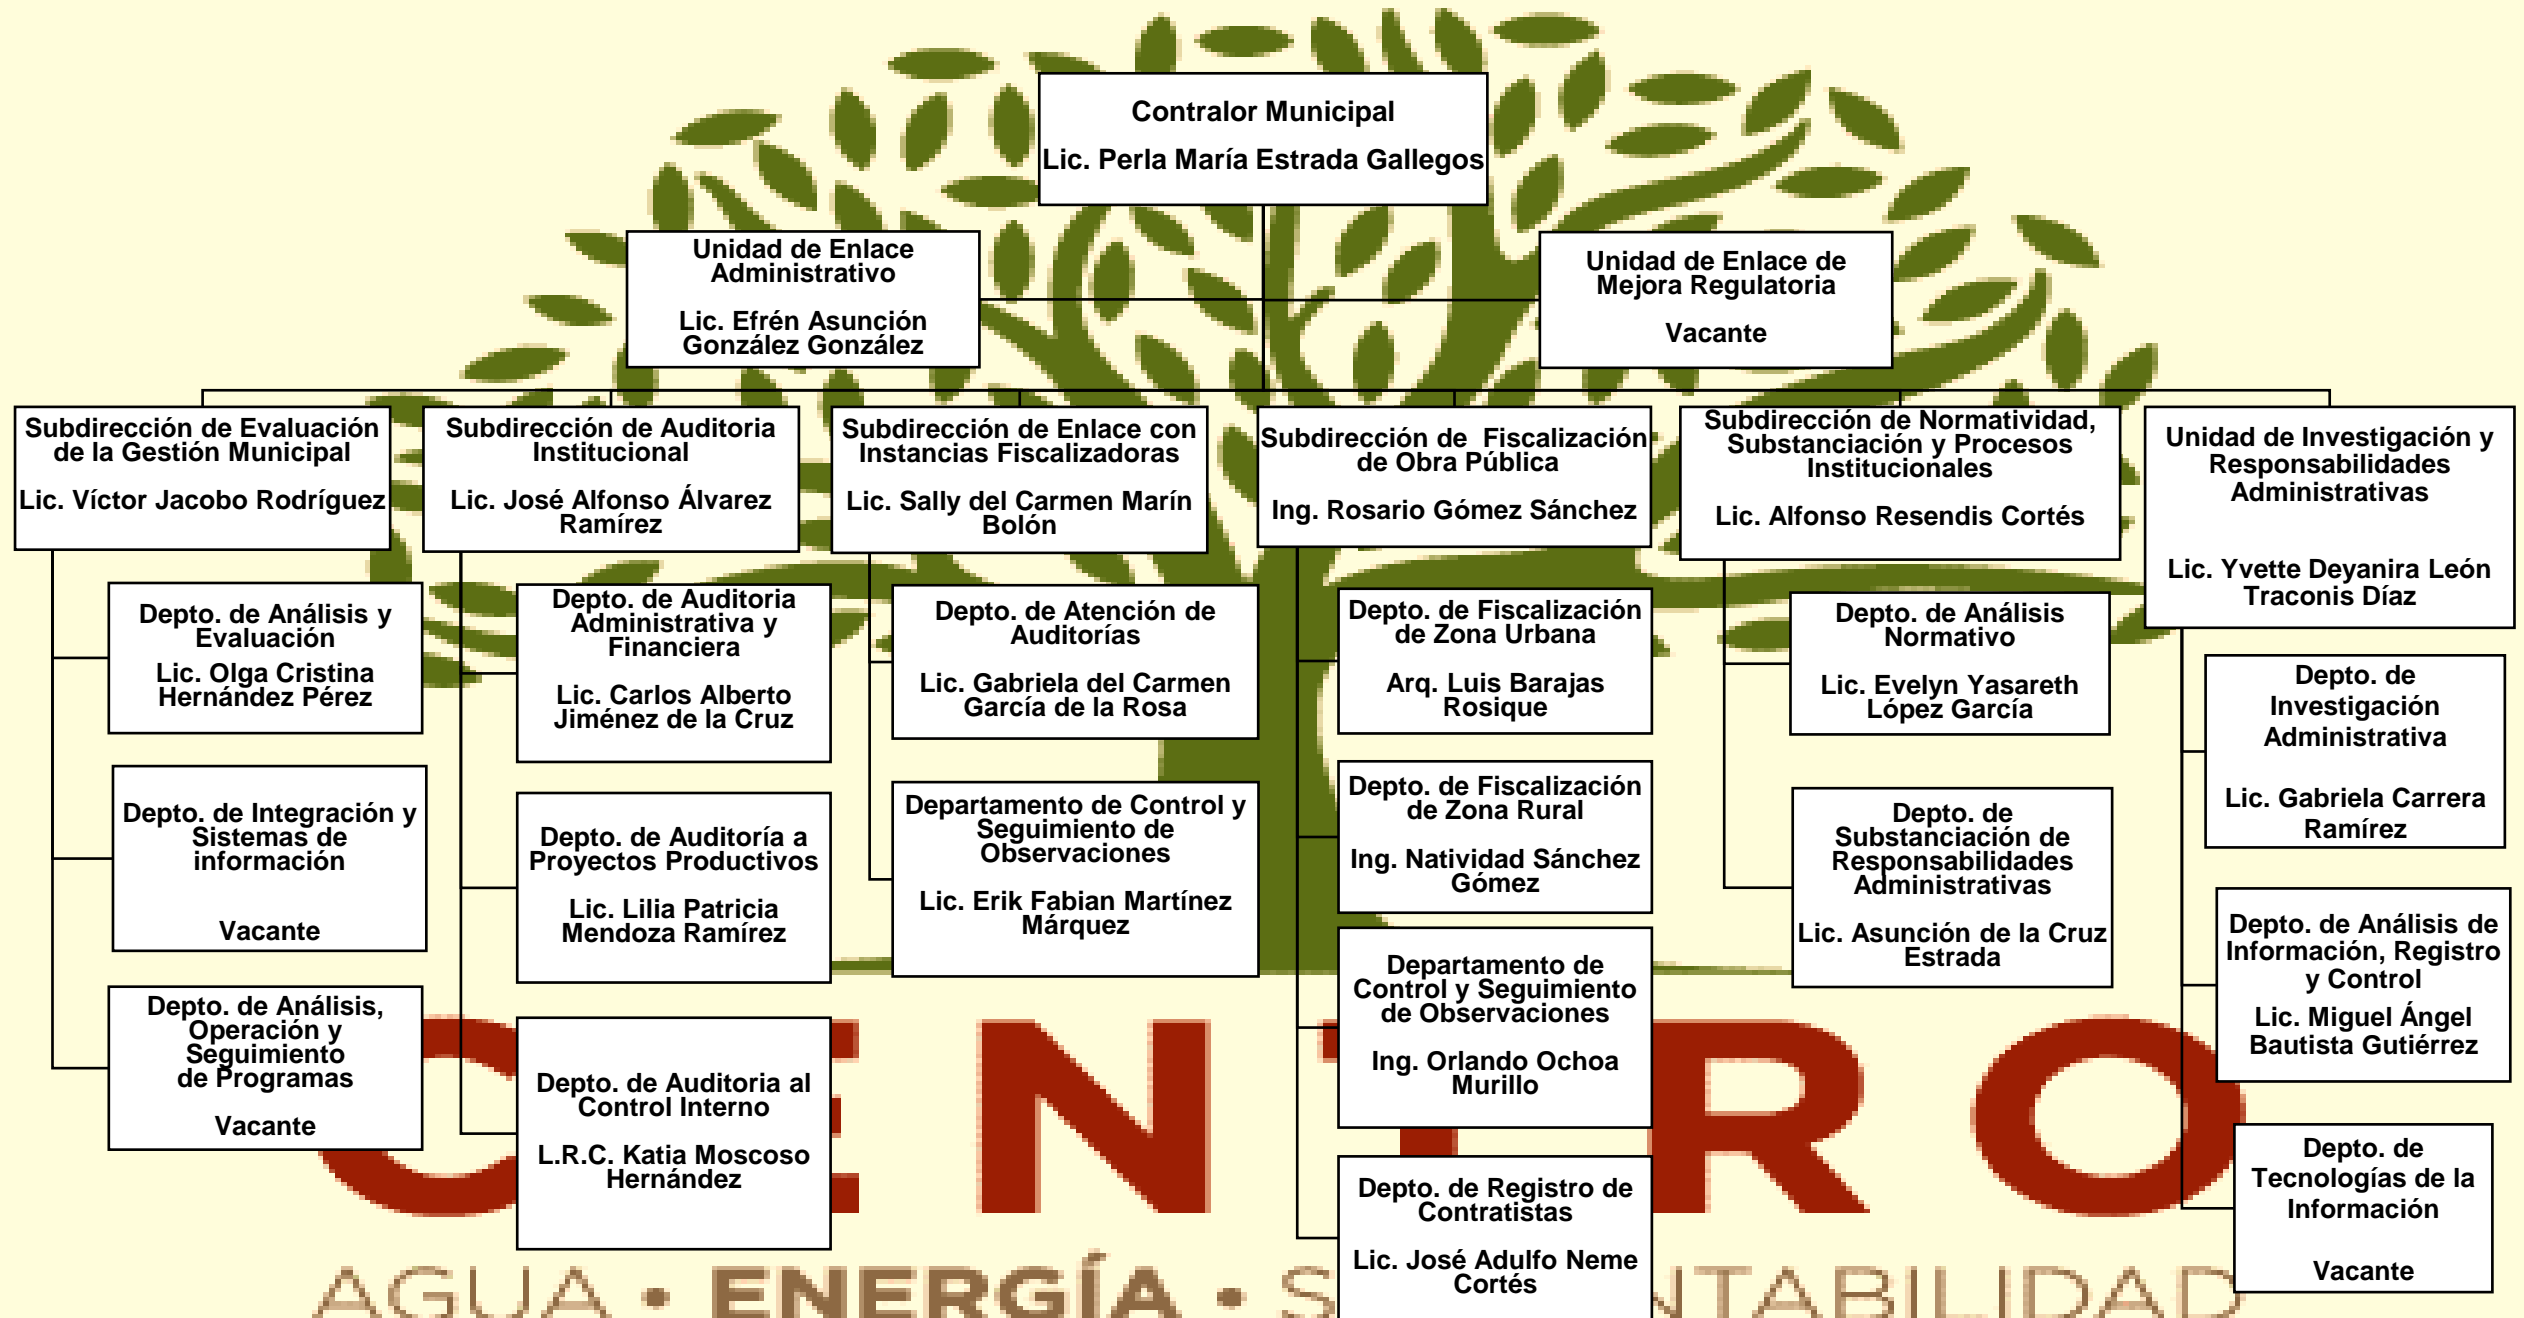 Contralor Municipal
Lic. Perla María Estrada Gallegos
Unidad de Enlace
Administrativo
Lic. Efrén Asunción
González González
Unidad de Enlace de
Mejora Regulatoria
Vacante
Subdirección de Evaluación
de la Gestión Municipal
Lic. Víctor Jacobo Rodríguez
Subdirección de Auditoria
Institucional
Lic. José Alfonso Álvarez
Ramírez
Subdirección de Enlace con
Instancias Fiscalizadoras
Lic. Sally del Carmen Marín
Bolón
Subdirección de Fiscalización
de Obra Pública
Ing. Rosario Gómez Sánchez
Subdirección de Normatividad,
Substanciación y Procesos
Institucionales
Lic. Alfonso Resendis Cortés
Unidad de Investigación y
Responsabilidades
Administrativas
Lic. Yvette Deyanira León
Traconis Díaz
Depto. de Análisis y
Evaluación
Lic. Olga Cristina
Hernández Pérez
Depto. de Integración y
Sistemas de
información
Vacante
Depto. de Análisis,
Operación y
Seguimiento
de Programas
Vacante
Depto. de Auditoria
Administrativa y
Financiera
Lic. Carlos Alberto
Jiménez de la Cruz
Depto. de Auditoría a
Proyectos Productivos
Lic. Lilia Patricia
Mendoza Ramírez
Depto. de Auditoria al
Control Interno
L.R.C. Katia Moscoso
Hernández
Depto. de Atención de
Auditorías
Lic. Gabriela del Carmen
García de la Rosa
Departamento de Control y
Seguimiento de
Observaciones
Lic. Erik Fabian Martínez
Márquez
Depto. de Fiscalización
de Zona Urbana
Arq. Luis Barajas
Rosique
Depto. de Fiscalización
de Zona Rural
Ing. Natividad Sánchez
Gómez
Departamento de
Control y Seguimiento
de Observaciones
Ing. Orlando Ochoa
Murillo
Depto. de Registro de
Contratistas
Lic. José Adulfo Neme
Cortés
Depto. de Análisis
Normativo
Lic. Evelyn Yasareth
López García
Depto. de
Substanciación de
Responsabilidades
Administrativas
Lic. Asunción de la Cruz
Estrada
Depto. de
Investigación
Administrativa
Lic. Gabriela Carrera
Ramírez
Depto. de Análisis de
Información, Registro
y Control
Lic. Miguel Ángel
Bautista Gutiérrez
Depto. de
Tecnologías de la
Información
Vacante
CENTRO
AGUA • ENERGÍA •